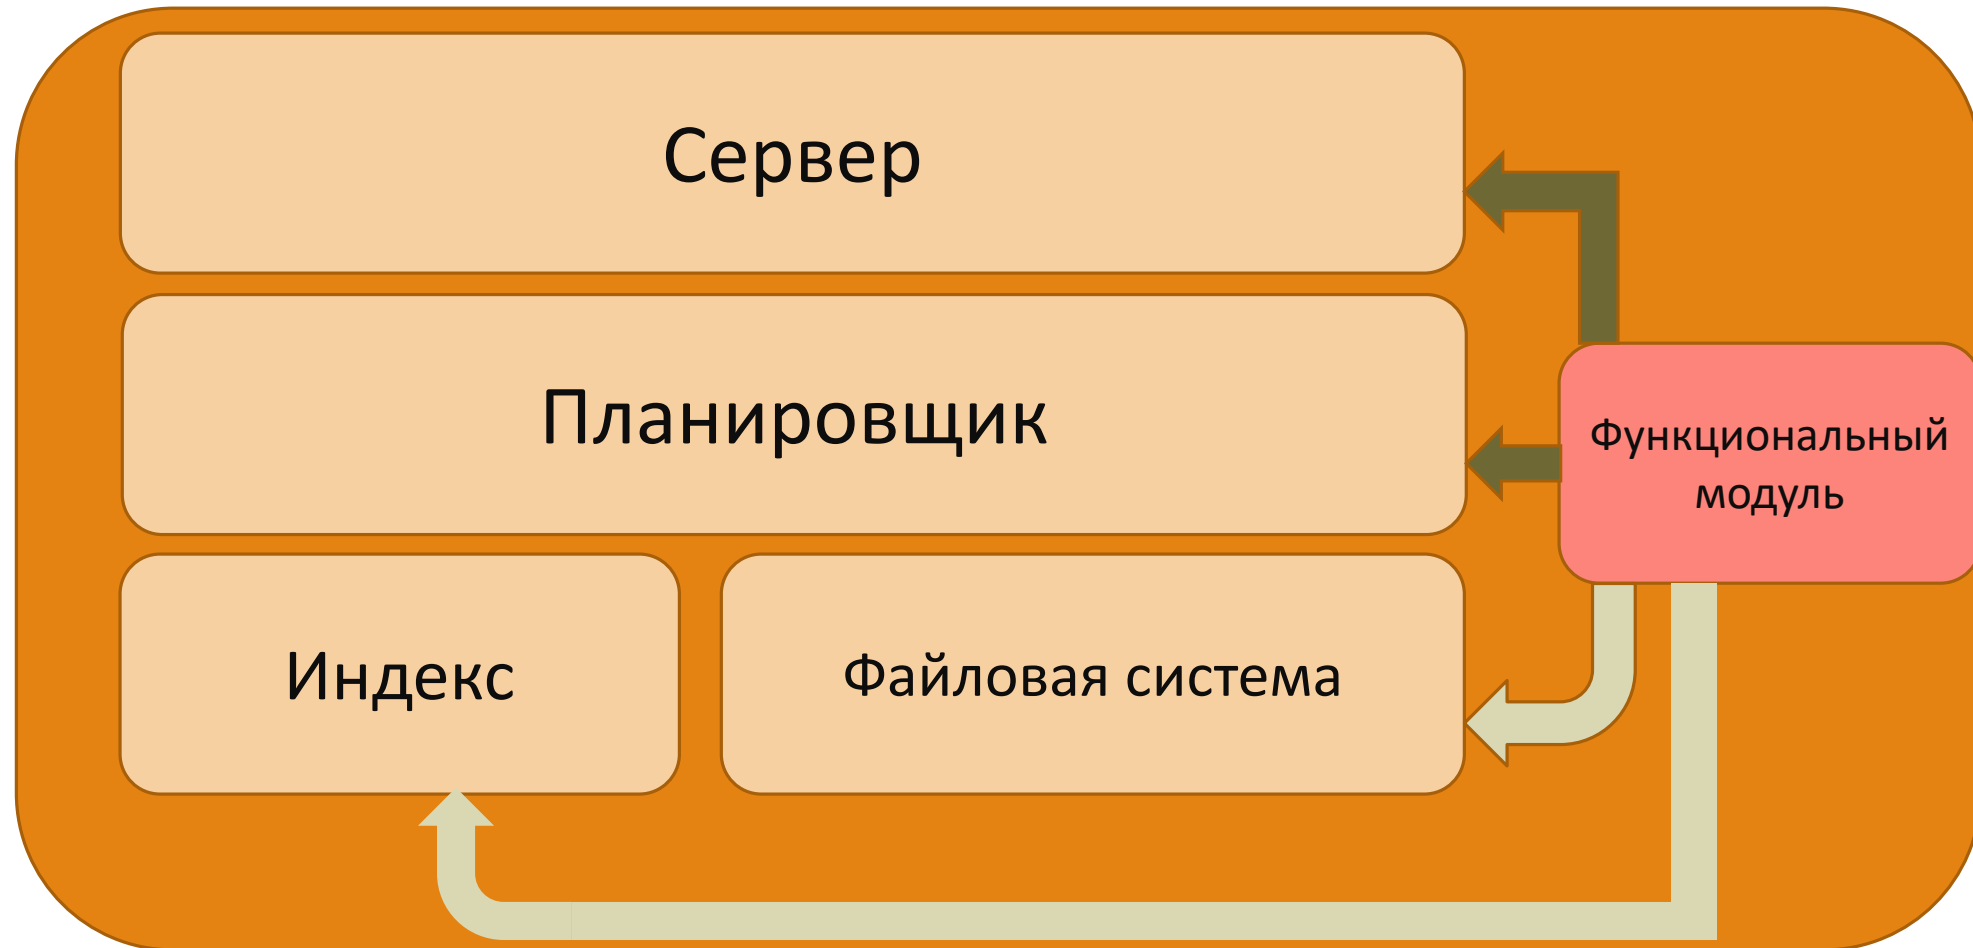 Сервер
Планировщик
Функциональный
модуль
Индекс
Файловая система